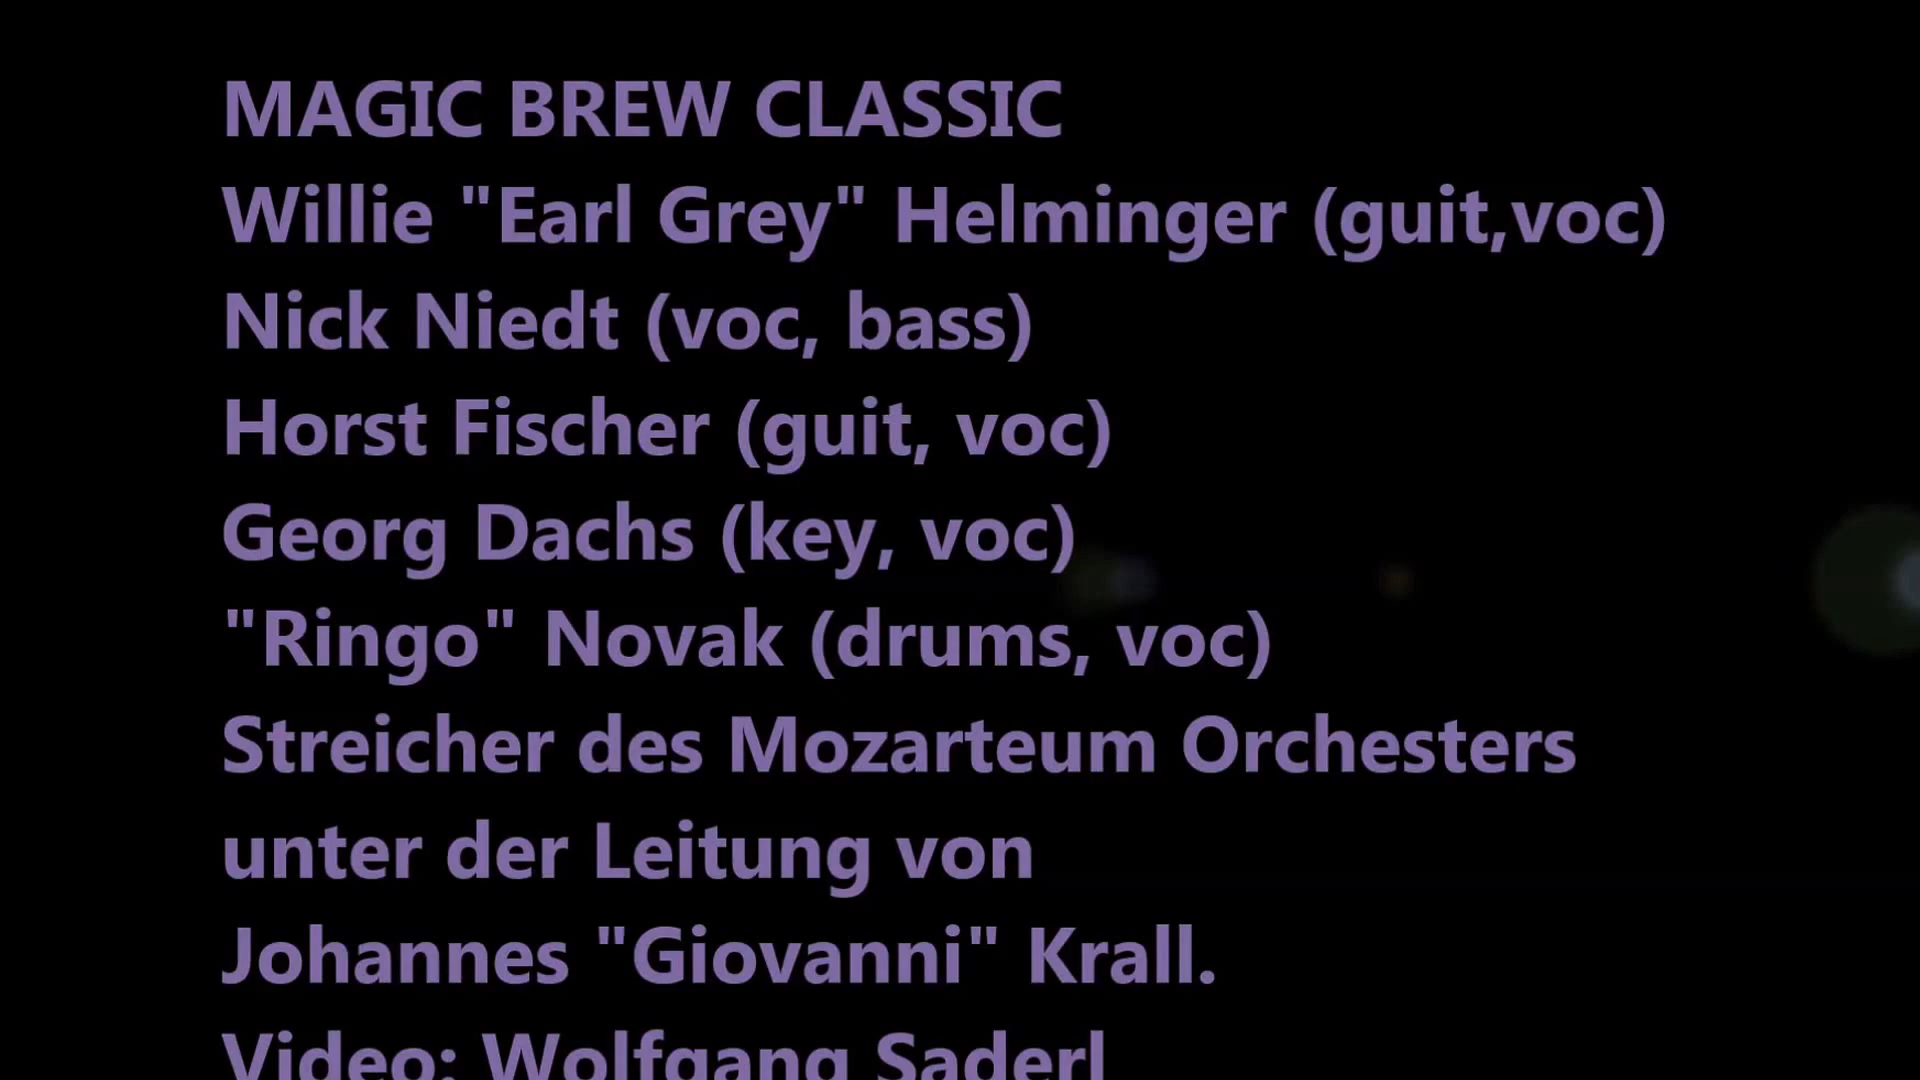 MAGIC BREW CLASSIC
Willie "Earl Grey" Helminger (guit,voc)
Nick Niedt (voc, bass)
Horst Fischer (guit, voc)
Georg Dachs (key, voc)
"Ringo" Novak (drums, voc)
Streicher des Mozarteum Orchesters
unter der Leitung von
Johannes "Giovanni" Krall.
Video: Wolfgang Saderl